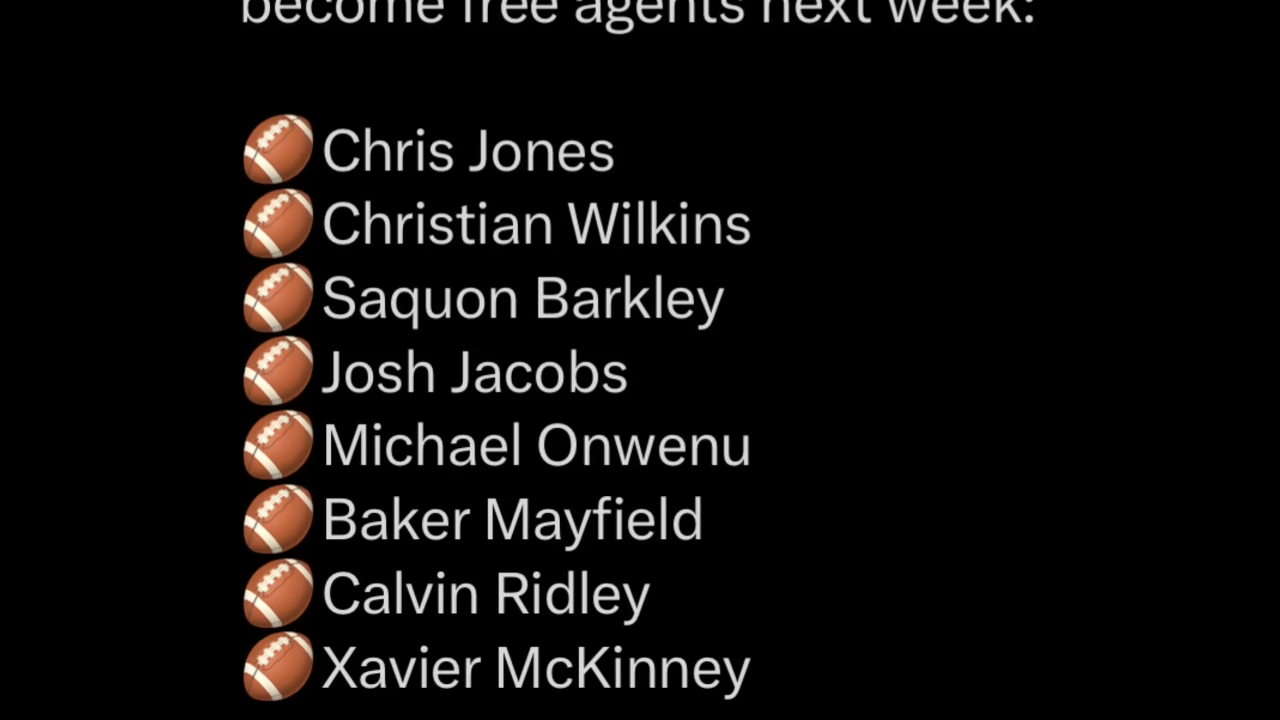 become free agents next week:
🏈Chris Jones
🏈Christian Wilkins
🏈Saquon Barkley
🏈Josh Jacobs
🏈Michael Onwenu
🏈Baker Mayfield
🏈Calvin Ridley
🏈Xavier McKinney